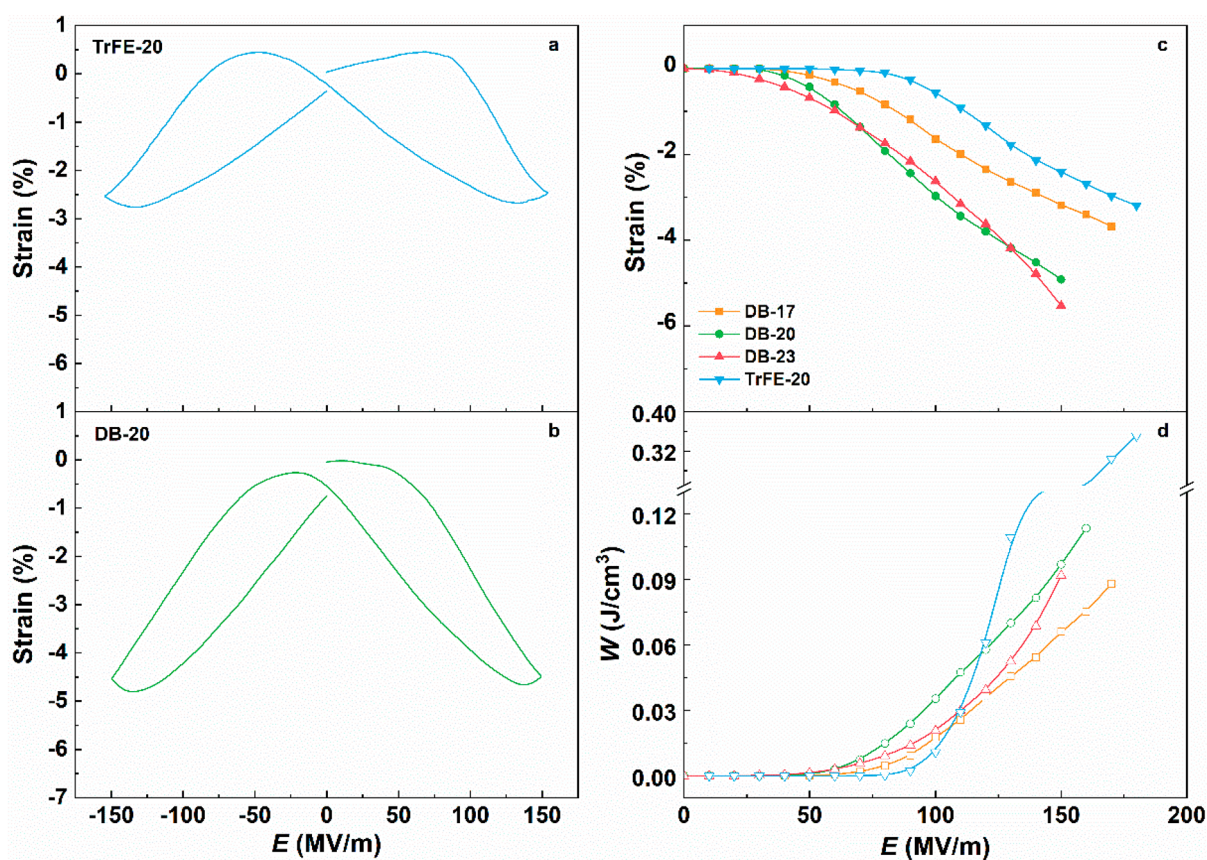 TrFE-20
a
Strain (%)
1
0
-1
-2
-3
-4
-5
-6
1
DB-20
b
Strain (%)
0
-1
-2
-3
-4
-5
-6
-7
-150 -100 -50 0 50 100 150
E (MV/m)
c
Strain (%)
0
-2
-4
-6
DB-17
DB-20
DB-23
TrFE-20
d
W (J/cm³)
0.40
0.32
0.12
0.09
0.06
0.03
0.00
0 50 100 150 200
E (MV/m)